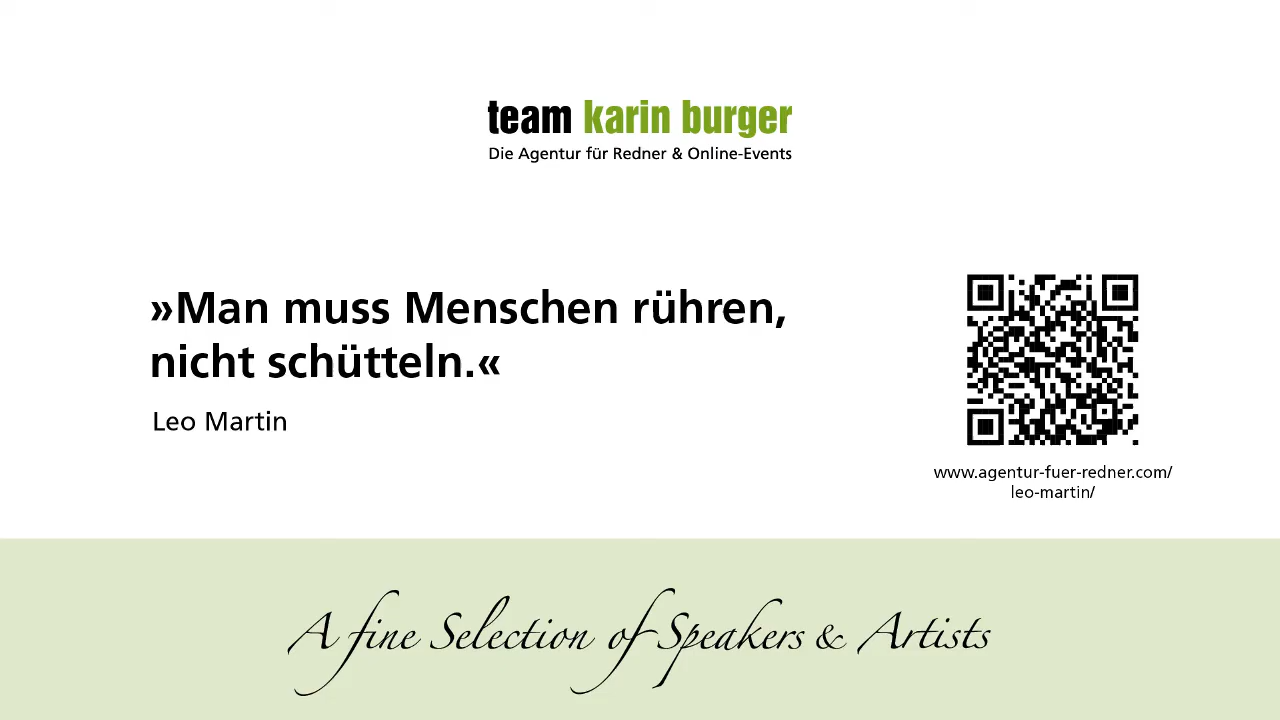 team karin burger
Die Agentur für Redner & Online-Events
»Man muss Menschen rühren,
nicht schütteln.«
Leo Martin
www.agentur-fuer-redner.com/
leo-martin/
A fine Selection of Speakers & Artists